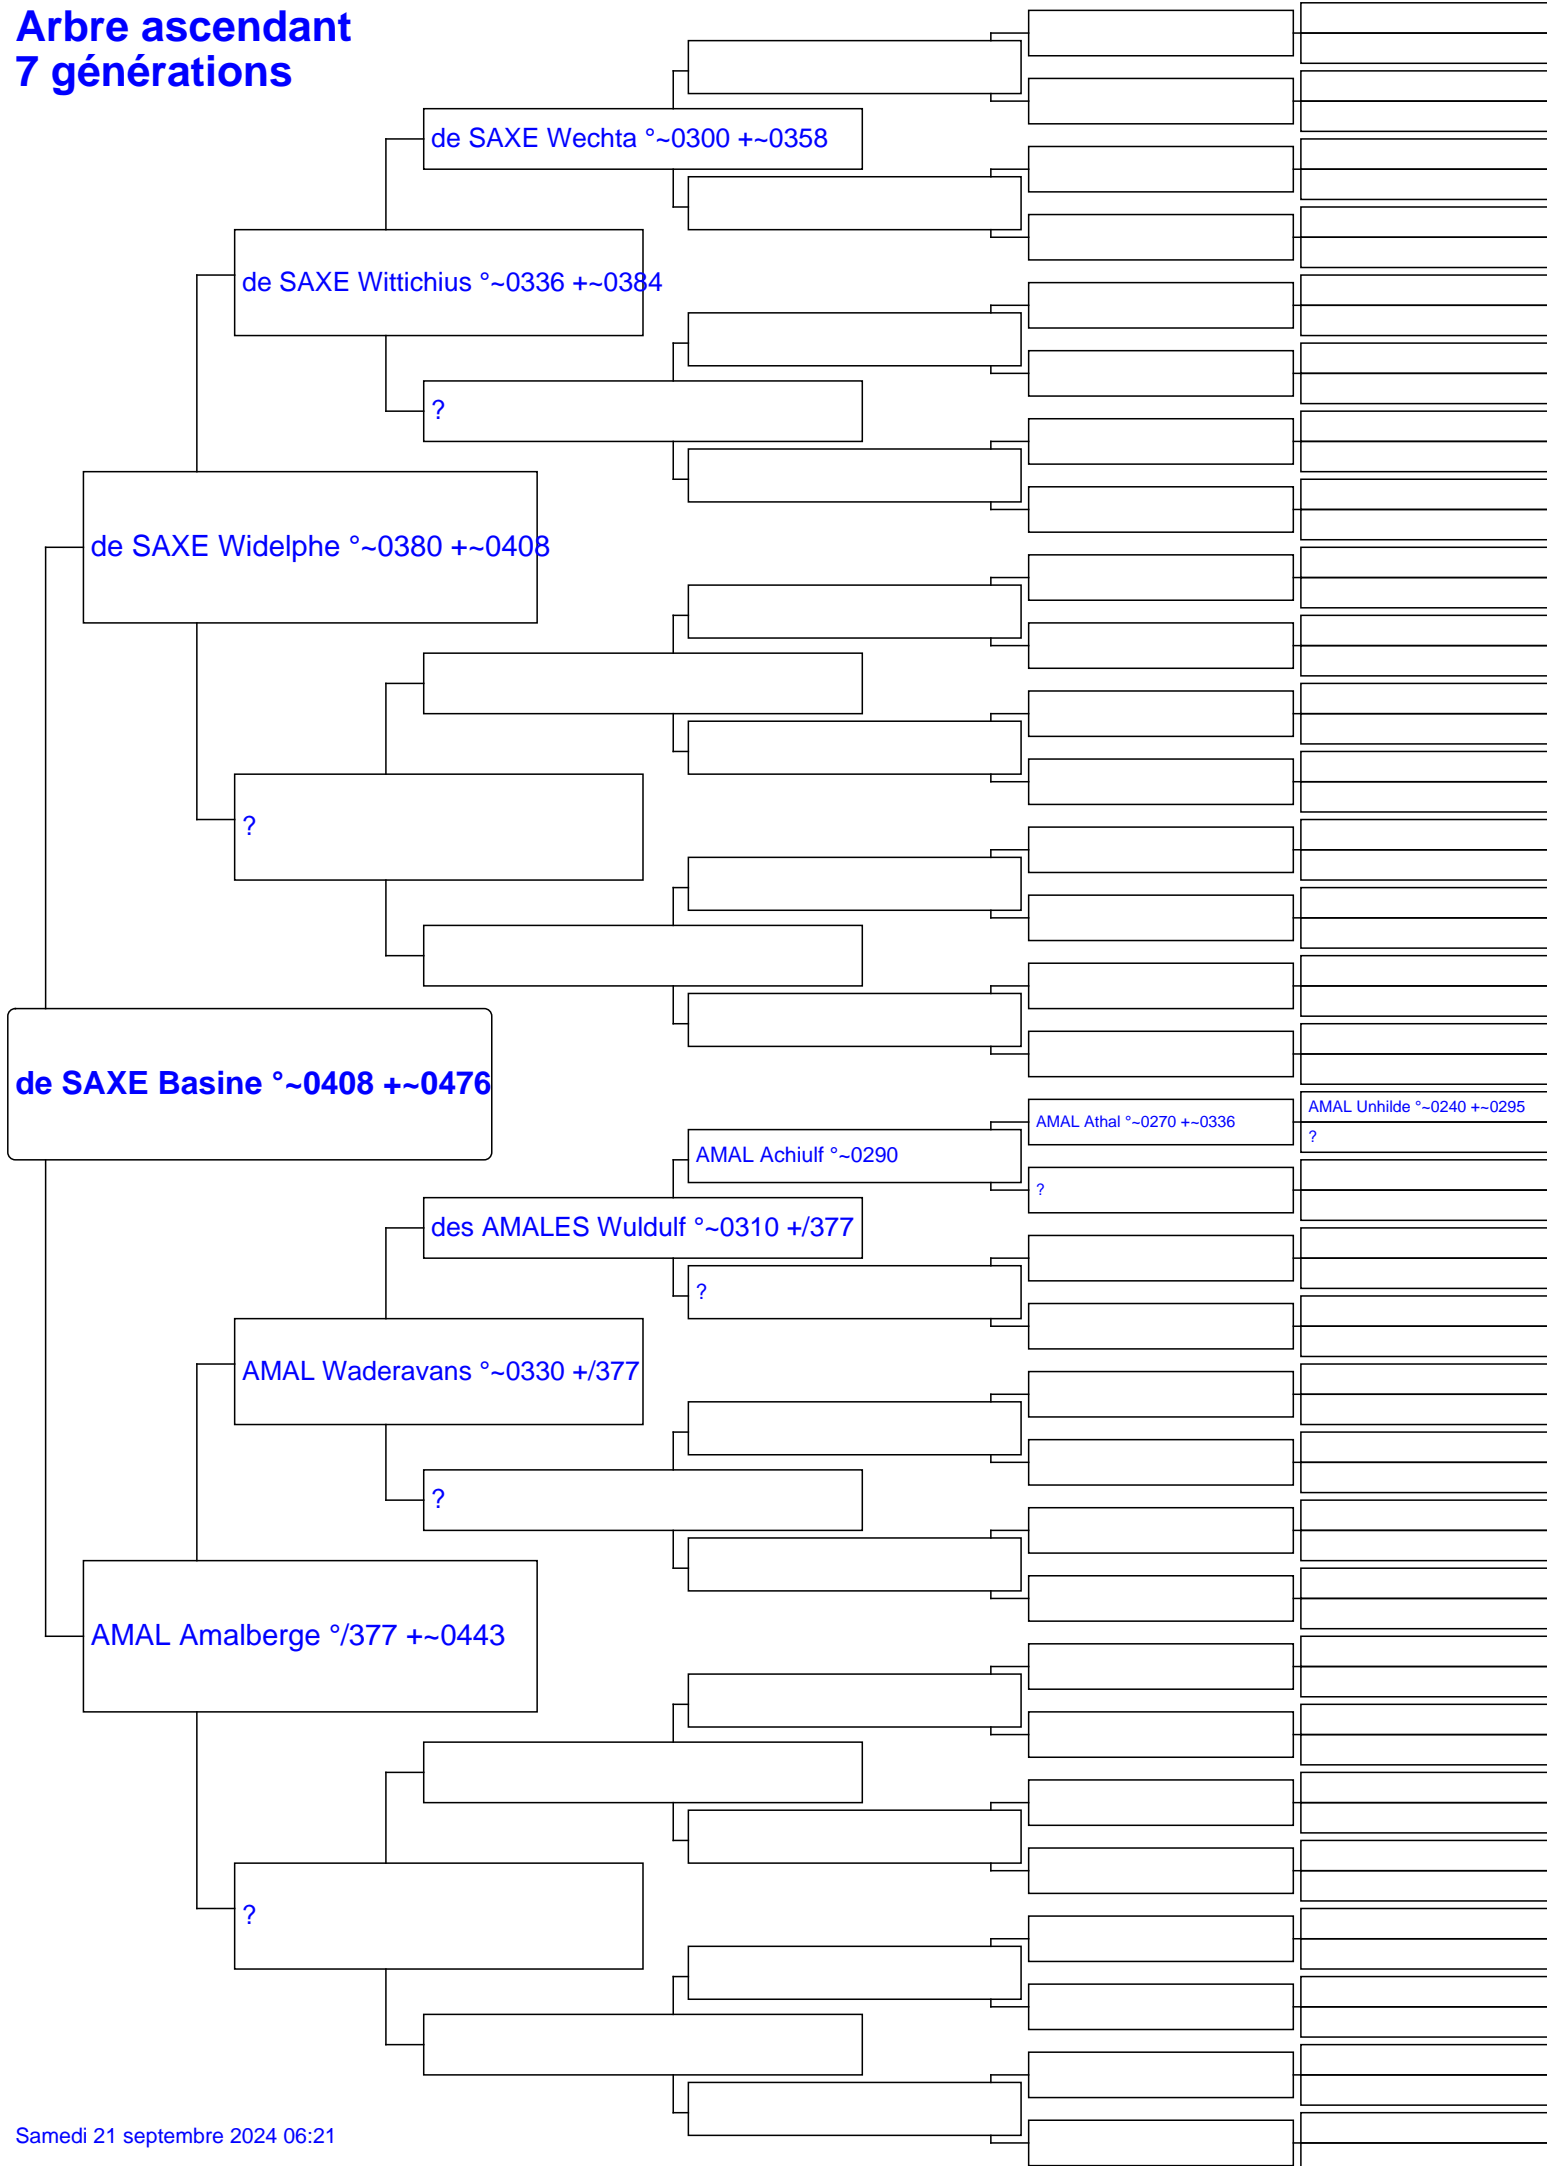 Arbre ascendant
7 générations
de SAXE Wechta °~0300 +~0358
de SAXE Wittichius °~0336 +~0384
?
de SAXE Widelphe °~0380 +~0408
?
de SAXE Basine °~0408 +~0476
AMAL Unhilde °~0240 +~0295
AMAL Athal °~0270 +~0336
?
AMAL Achiulf °~0290
?
des AMALES Wuldulf °~0310 +/377
?
AMAL Waderavans °~0330 +/377
?
AMAL Amalberge °/377 +~0443
?
Samedi 21 septembre 2024 06:21